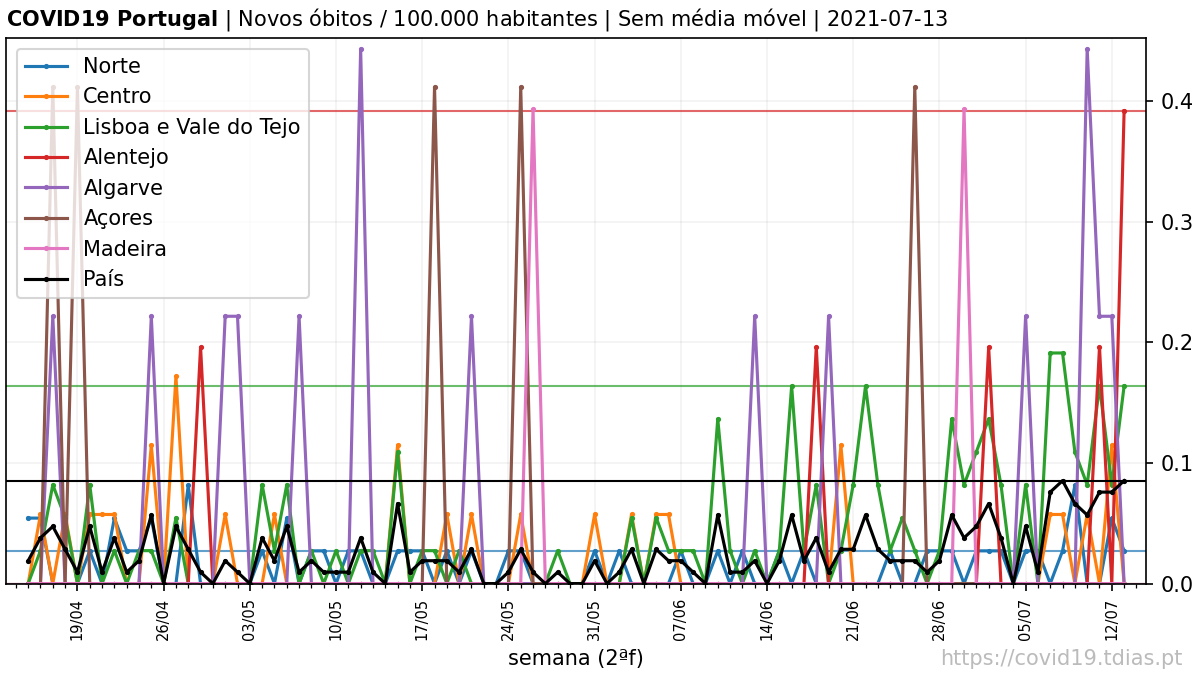 COVID19 Portugal | Novos óbitos / 100.000 habitantes | Sem média móvel | 2021-07-13
Norte
Centro
Lisboa e Vale do Tejo
Alentejo
Algarve
Açores
Madeira
País
0.4
0.3
0.2
0.1
0.0
19/04
26/04
03/05
10/05
17/05
24/05
31/05
07/06
14/06
21/06
28/06
05/07
12/07
semana (2ªf)
https://covid19.tdias.pt